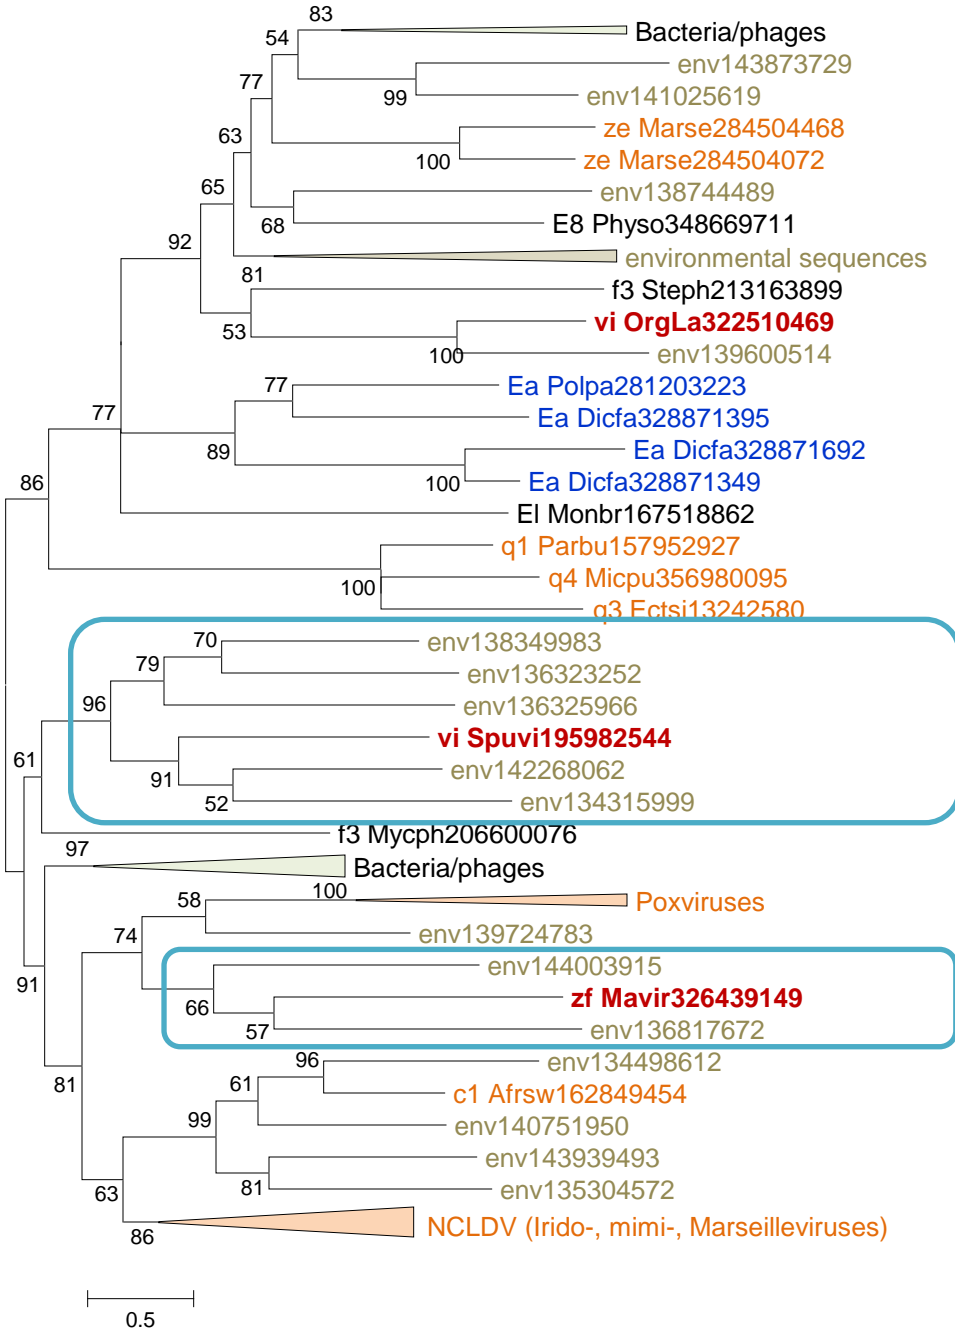 83
Bacteria/phages
54
env143873729
77
99
env141025619
ze Marse284504468
63
100
ze Marse284504072
65
env138744489
68
E8 Physo348669711
92
environmental sequences
81
f3 Steph213163899
53
vi OrgLa322510469
100
env139600514
77
Ea Polpa281203223
77
Ea Dicfa328871395
89
Ea Dicfa328871692
86
100
Ea Dicfa328871349
El Monbr167518862
q1 Parbu157952927
100
q4 Micpu356980095
q3 Ectsi13242580
70
env138349983
79
env136323252
96
env136325966
vi Spuvi195982544
61
91
env142268062
52
env134315999
f3 Mycph206600076
97
Bacteria/phages
58
100
Poxviruses
74
env139724783
91
env144003915
66
zf Mavir326439149
57
env136817672
96
env134498612
81
61
c1 Afrsw162849454
99
env140751950
env143939493
63
81
env135304572
86
NCLDV (Irido-, mimi-, Marseilleviruses)
0.5